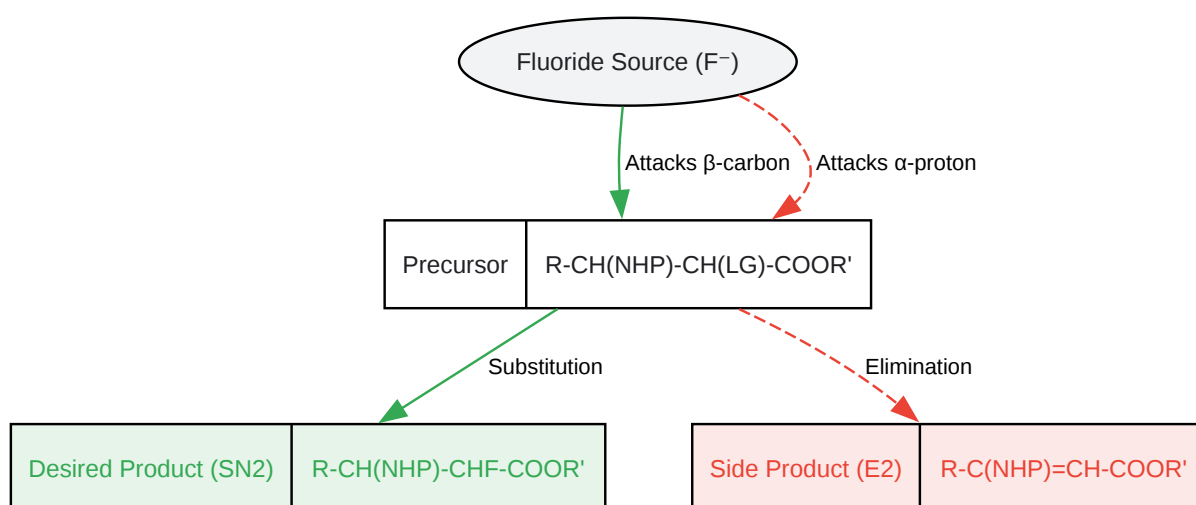 Fluoride Source (F⁻)
Attacks β-carbon
Attacks α-proton
Precursor
R-CH(NHP)-CH(LG)-COOR'
Substitution
Elimination
Desired Product (SN2)
R-CH(NHP)-CHF-COOR'
Side Product (E2)
R-C(NHP)=CH-COOR'